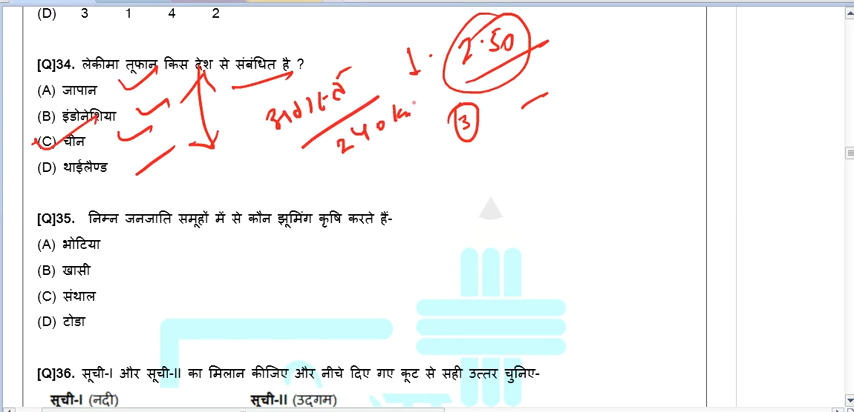 (D) 3 1 4 2
[Q]34. लेकीमा तूफान किस देश से संबंधित है ?
(A) जापान
(B) इंडोनेशिया
(C) चीन
(D) थाईलैण्ड
1. 2.50
अगस्त
240 km
3
[Q]35. निम्न जनजाति समूहों में से कौन झूमिंग कृषि करते हैं-
(A) भोटिया
(B) खासी
(C) संथाल
(D) टोडा
[Q]36. सूची-I और सूची-II का मिलान कीजिए और नीचे दिए गए कूट से सही उत्तर चुनिए-
सूची-I (नदी) सूची-II (उद्गम)